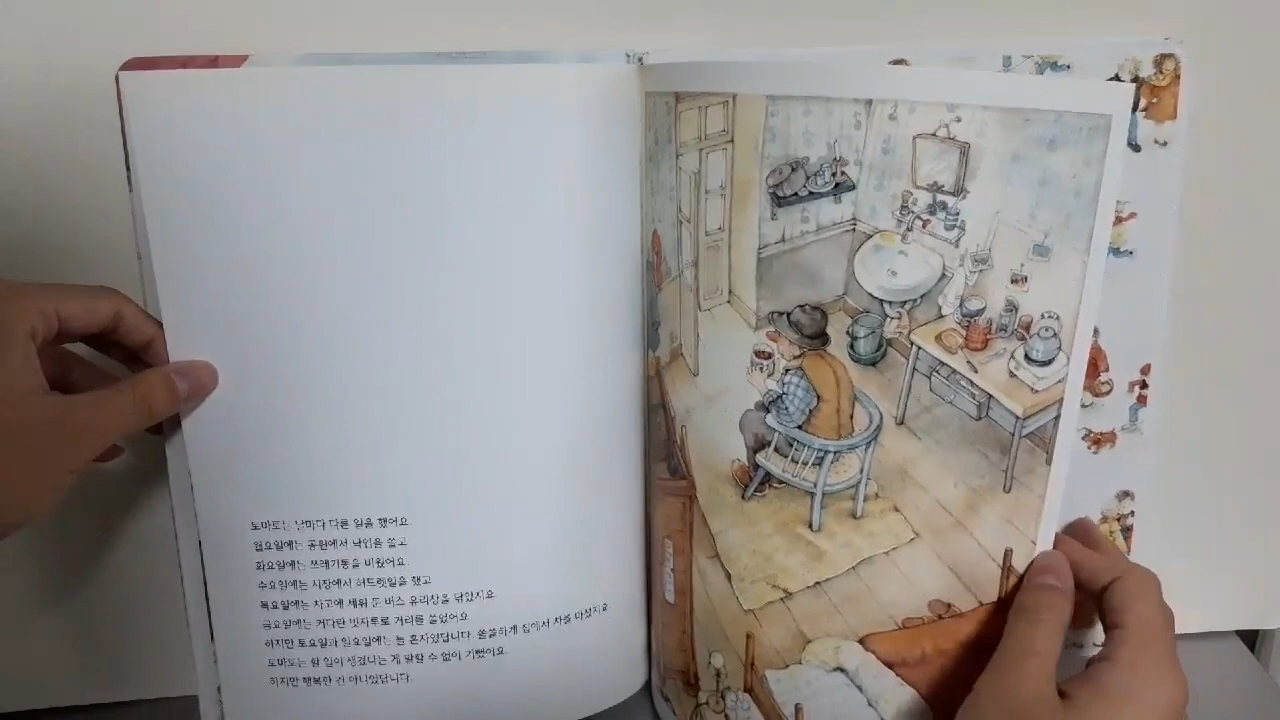 토마토는 날마다 다른 일을 했어요.
월요일에는 공원에서 낙엽을 쓸고
화요일에는 쓰레기통을 비웠어요.
수요일에는 시장에서 허드렛일을 했고
목요일에는 차고에 세워 둔 버스 유리창을 닦았지요.
금요일에는 커다란 빗자루로 거리를 쓸었어요.
하지만 토요일과 일요일에는 늘 혼자였답니다. 쓸쓸하게 집에서 차를 마셨지요.
토마토는 할 일이 생겼다는 게 말할 수 없이 기뻤어요.
하지만 행복한 건 아니었답니다.